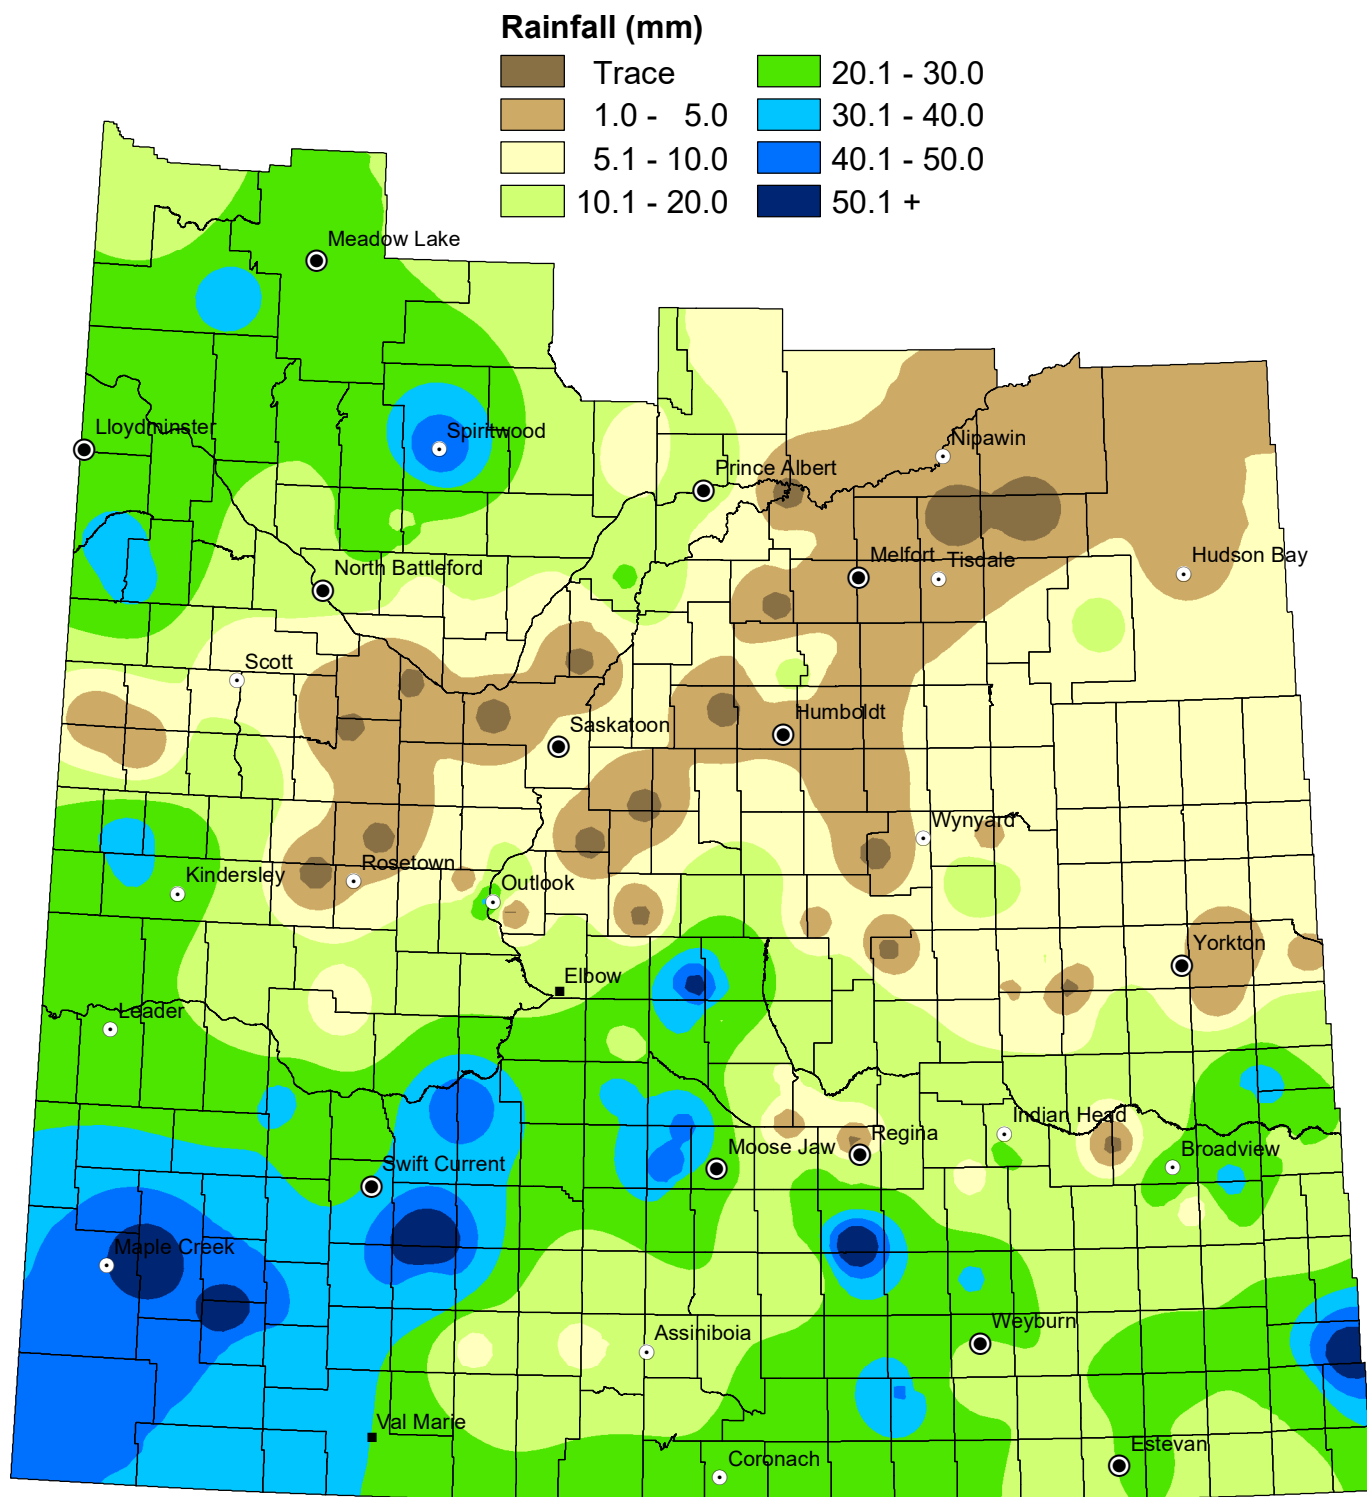 Rainfall (mm)
Trace
20.1 - 30.0
1.0 - 5.0
30.1 - 40.0
5.1 - 10.0
40.1 - 50.0
10.1 - 20.0
50.1 +
Meadow Lake
Lloydminster
Spiritwood
Nipawin
Prince Albert
Melfort
Tisdale
Hudson Bay
North Battleford
Scott
Humboldt
Saskatoon
Wynyard
Rosetown
Kindersley
Outlook
Yorkton
Elbow
Leader
Indian Head
Regina
Moose Jaw
Broadview
Swift Current
Maple Creek
Weyburn
Assiniboia
Val Marie
Estevan
Coronach